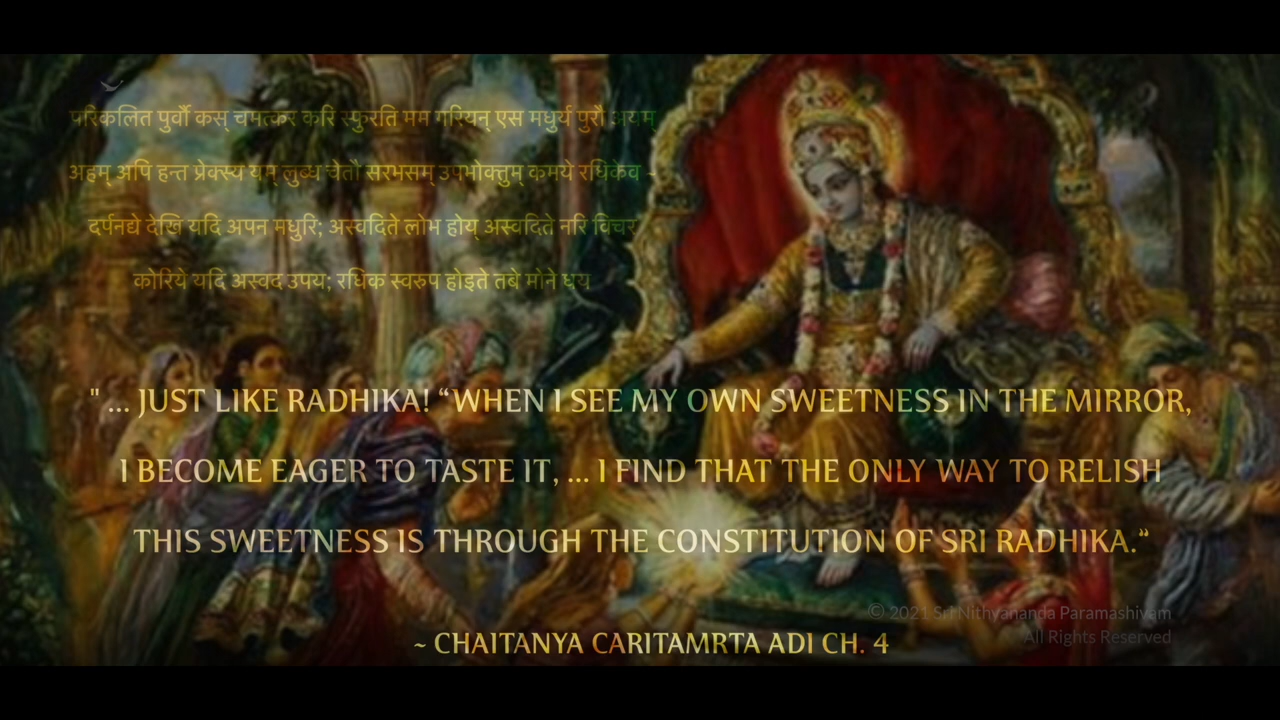 परिकलित पुर्वौ कस् चमत्कर करि स्फुरति मम गरियन् एस मधुर्य पुरौ अयम्
अहम् अपि हन्त प्रेक्स्य यम् लुब्ध चेतौ सरभसम् उपभोक्तुम् कमये रधिकेव ~
दर्पनद्ये देखि यदि अपन मधुरि; अस्वदिते लोभ होय् अस्वदिते नरि विचर
कोरिये यदि अस्वद उपय; रधिक स्वरुप होइते तबे मोने धय
" ... JUST LIKE RADHIKA! “WHEN I SEE MY OWN SWEETNESS IN THE MIRROR,
I BECOME EAGER TO TASTE IT, ... I FIND THAT THE ONLY WAY TO RELISH
THIS SWEETNESS IS THROUGH THE CONSTITUTION OF SRI RADHIKA.”
© 2021 Sri Nithyananda Paramashivam
All Rights Reserved
~ CHAITANYA CARITAMRTA ADI CH. 4